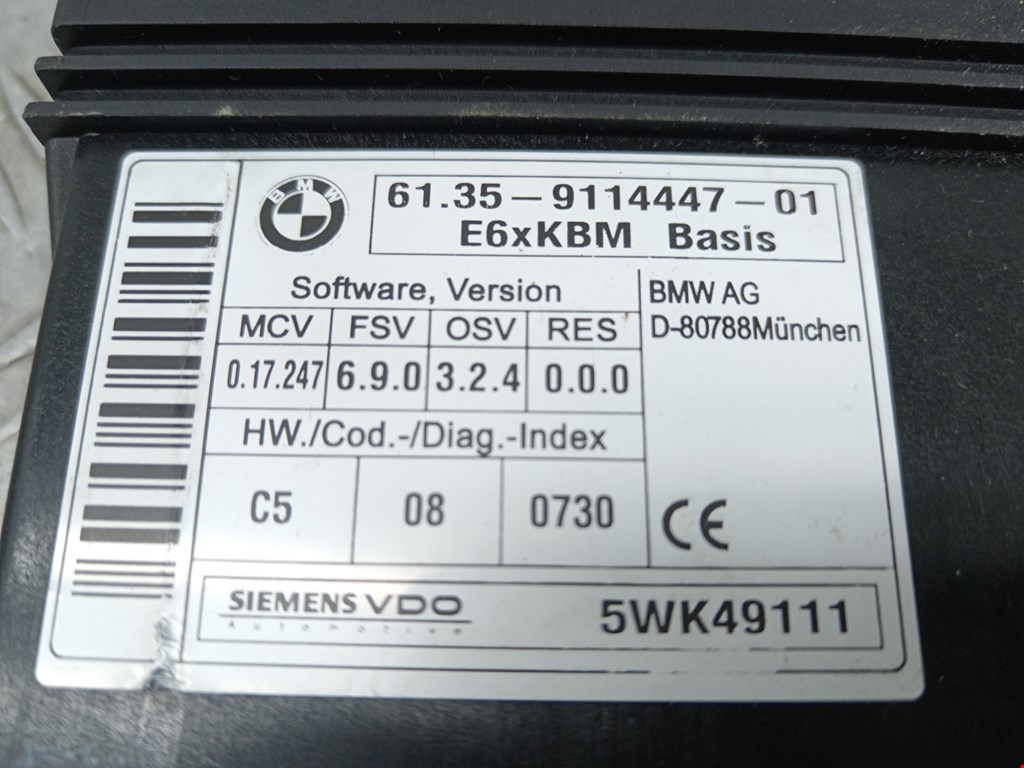 BMW
61.35-9114447-01
E6xKBM Basis
Software, Version
MCV FSV OSV RES
0.17.247 6.9.0 3.2.4 0.0.0
HW./Cod.-/Diag.-Index
C5 08 0730
BMW AG
D-80788München
CE
SIEMENS VDO
Automotive
5WK49111